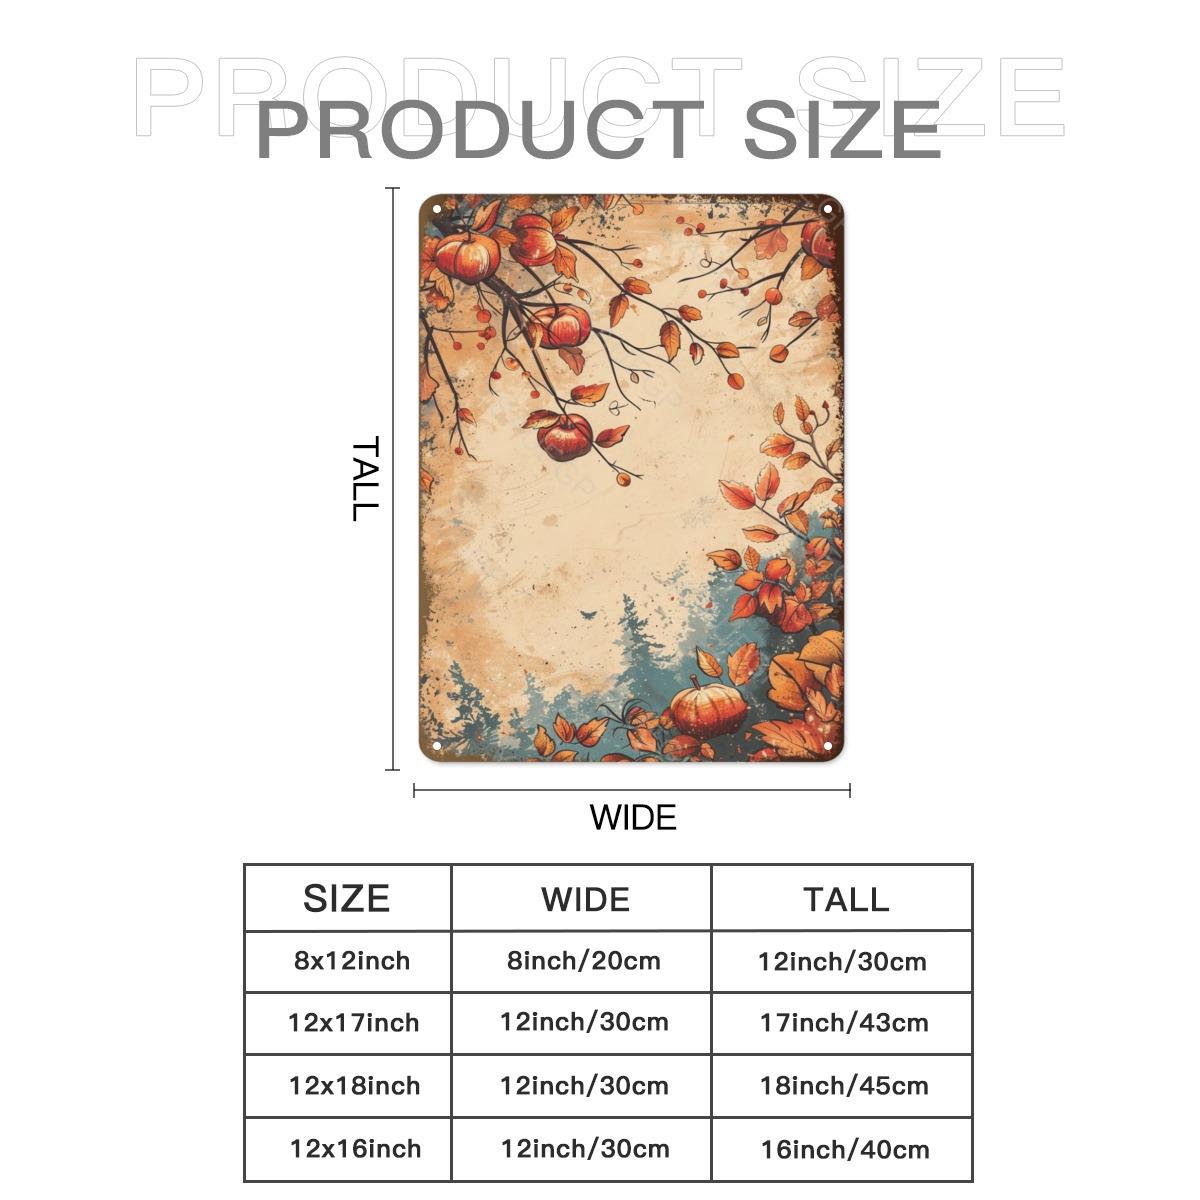 PRODUCT SIZE
PRODUCT SIZE
TALL
WIDE
SIZE WIDE TALL
8x12inch 8inch/20cm 12inch/30cm
12x17inch 12inch/30cm 17inch/43cm
12x18inch 12inch/30cm 18inch/45cm
12x16inch 12inch/30cm 16inch/40cm